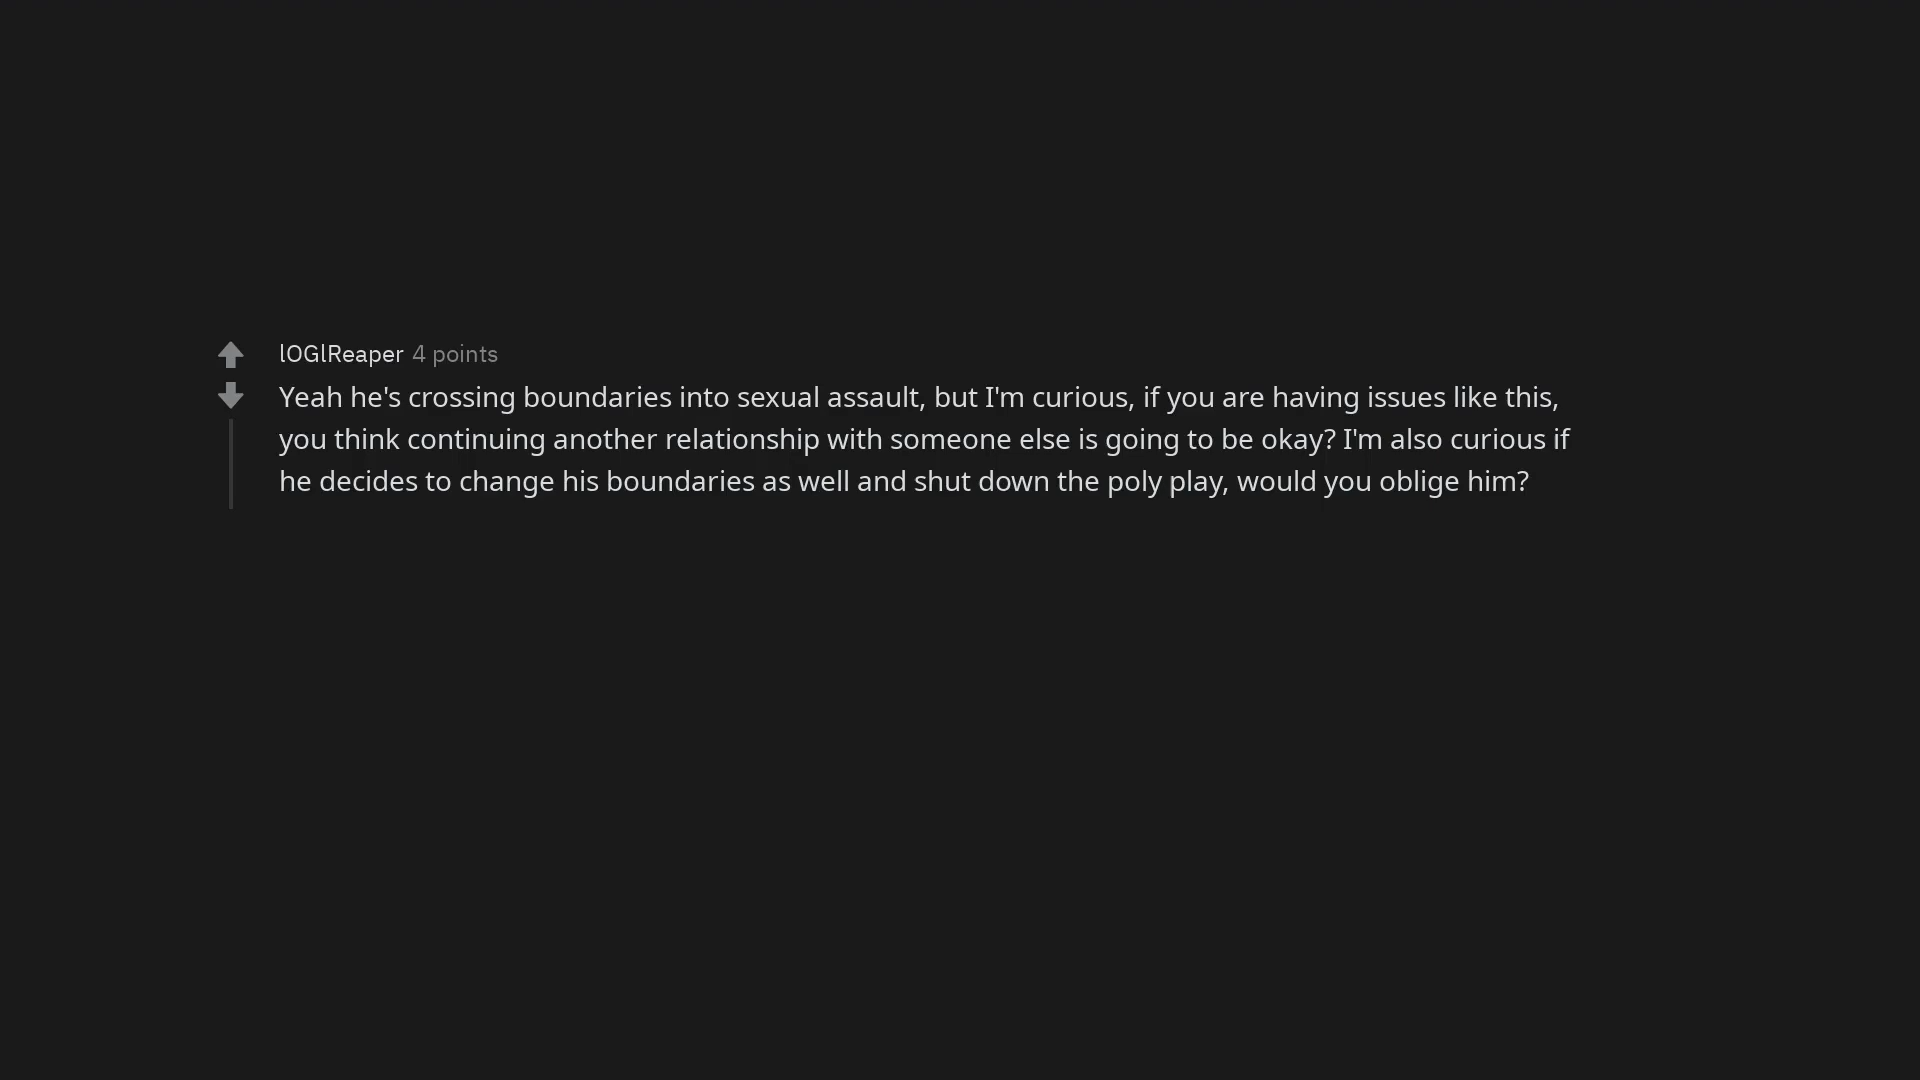 lOGlReaper 4 points
Yeah he's crossing boundaries into sexual assault, but I'm curious, if you are having issues like this,
you think continuing another relationship with someone else is going to be okay? I'm also curious if
he decides to change his boundaries as well and shut down the poly play, would you oblige him?